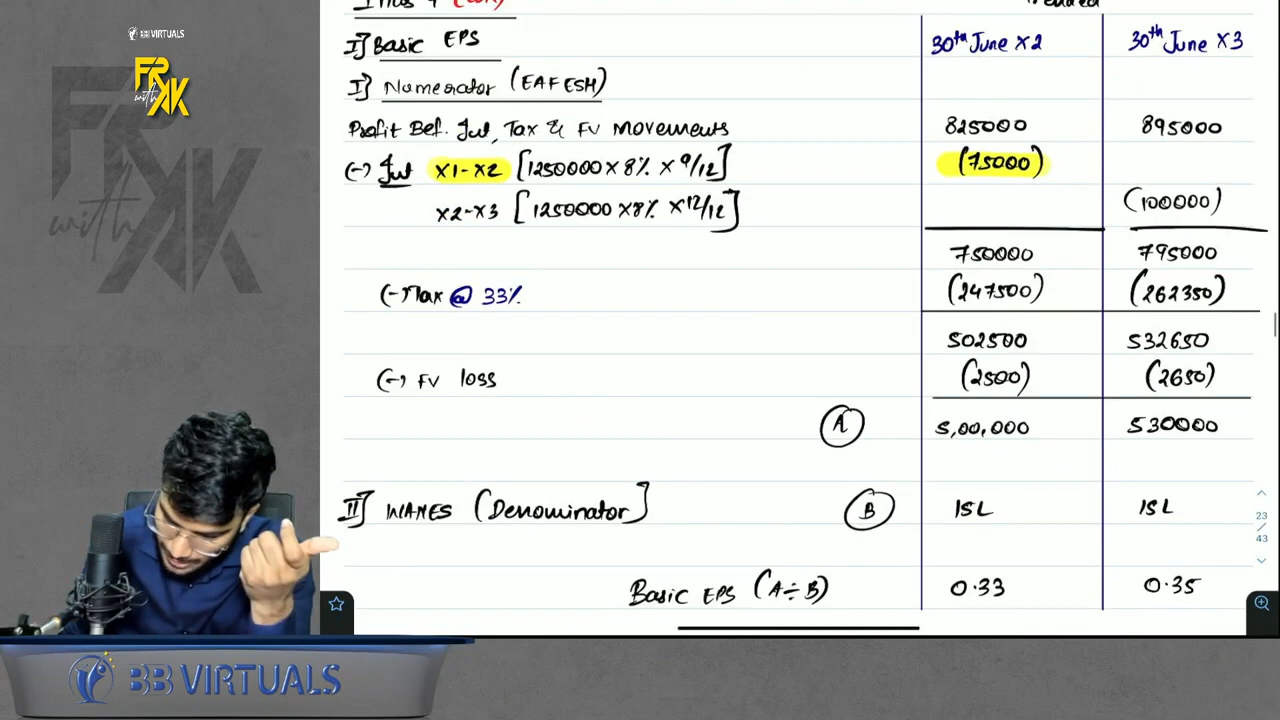 BB VIRTUALS
FR
with
AK
30th June X2 30th June X3
I] Basic EPS
I] Numerator (EAFESH)
Profit Bef. Int, Tax & FV Movements 825000 895000
(-) Int X1-X2 [1250000 x 8% x 9/12] (75000)
X2-X3 [1250000 x 8% x 12/12] (100000)
750000 795000
(-) Tax @ 33% (247500) (262350)
502500 532650
(-) FV loss (2500) (2650)
A 5,00,000 530000
II] WANES (Denominator] B 15L 15L
Basic EPS (A÷B) 0.33 0.35
23
/
43
BB VIRTUALS